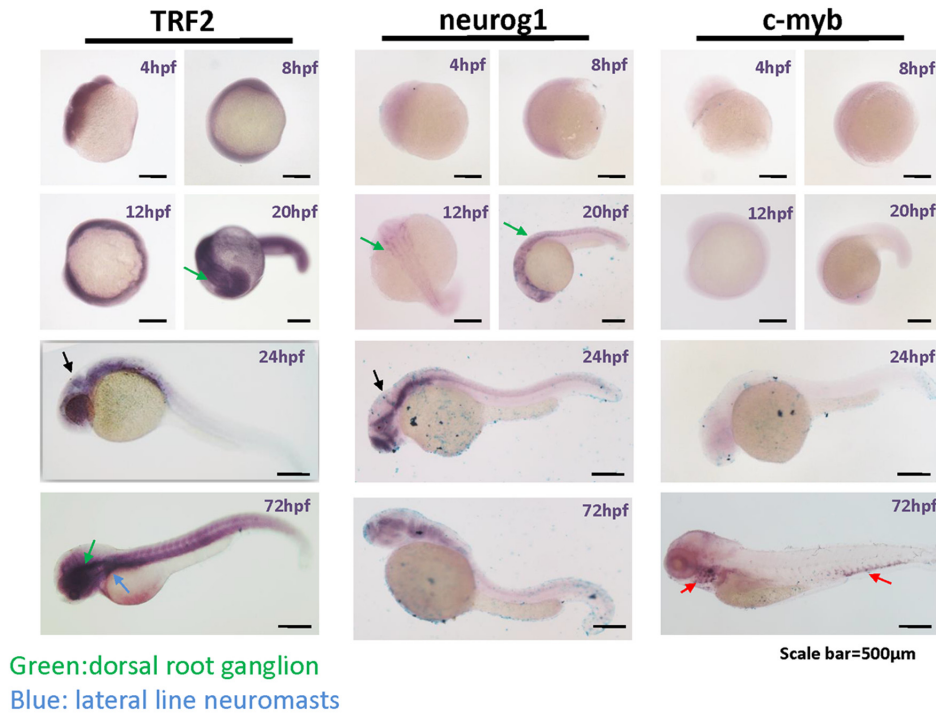 TRF2 neurog1 c-myb
4hpf 8hpf 4hpf 8hpf 4hpf 8hpf
12hpf 20hpf 12hpf 20hpf 12hpf 20hpf
24hpf 24hpf 24hpf
72hpf 72hpf 72hpf
Scale bar=500µm
Green:dorsal root ganglion
Blue: lateral line neuromasts